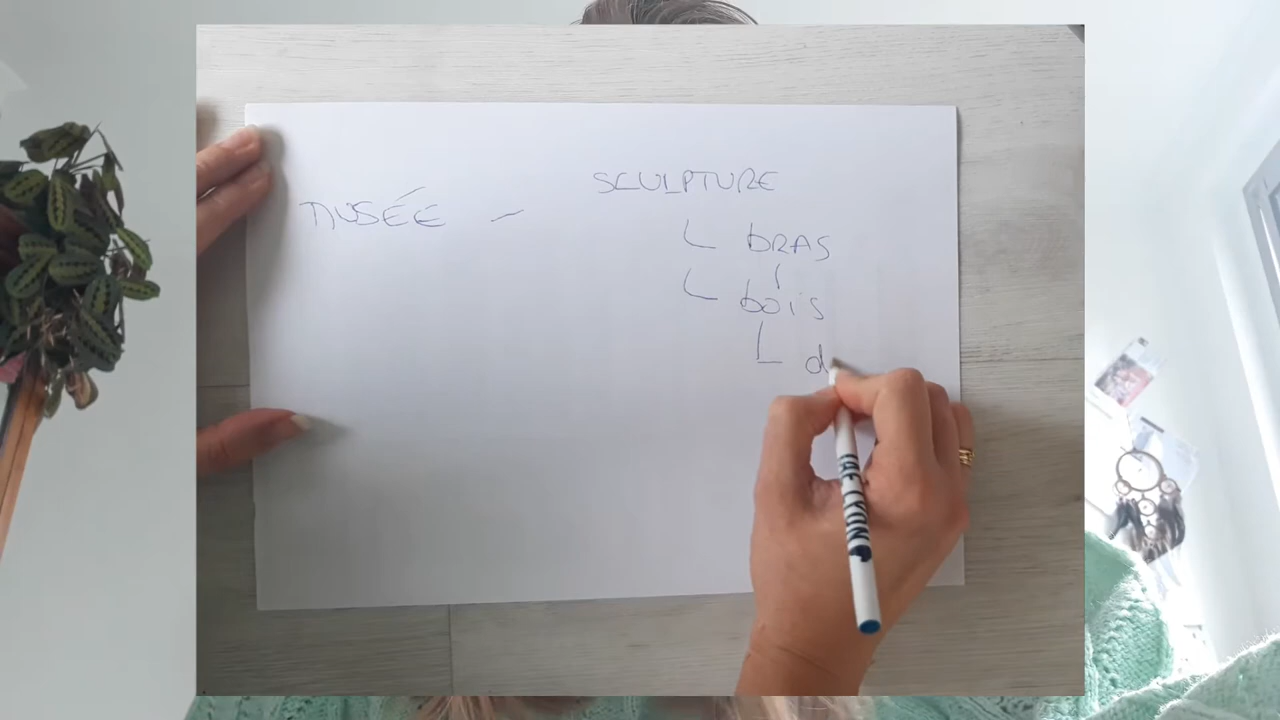 SCULPTURE
MUSÉE -
└ bRAS
└ bois
└ d